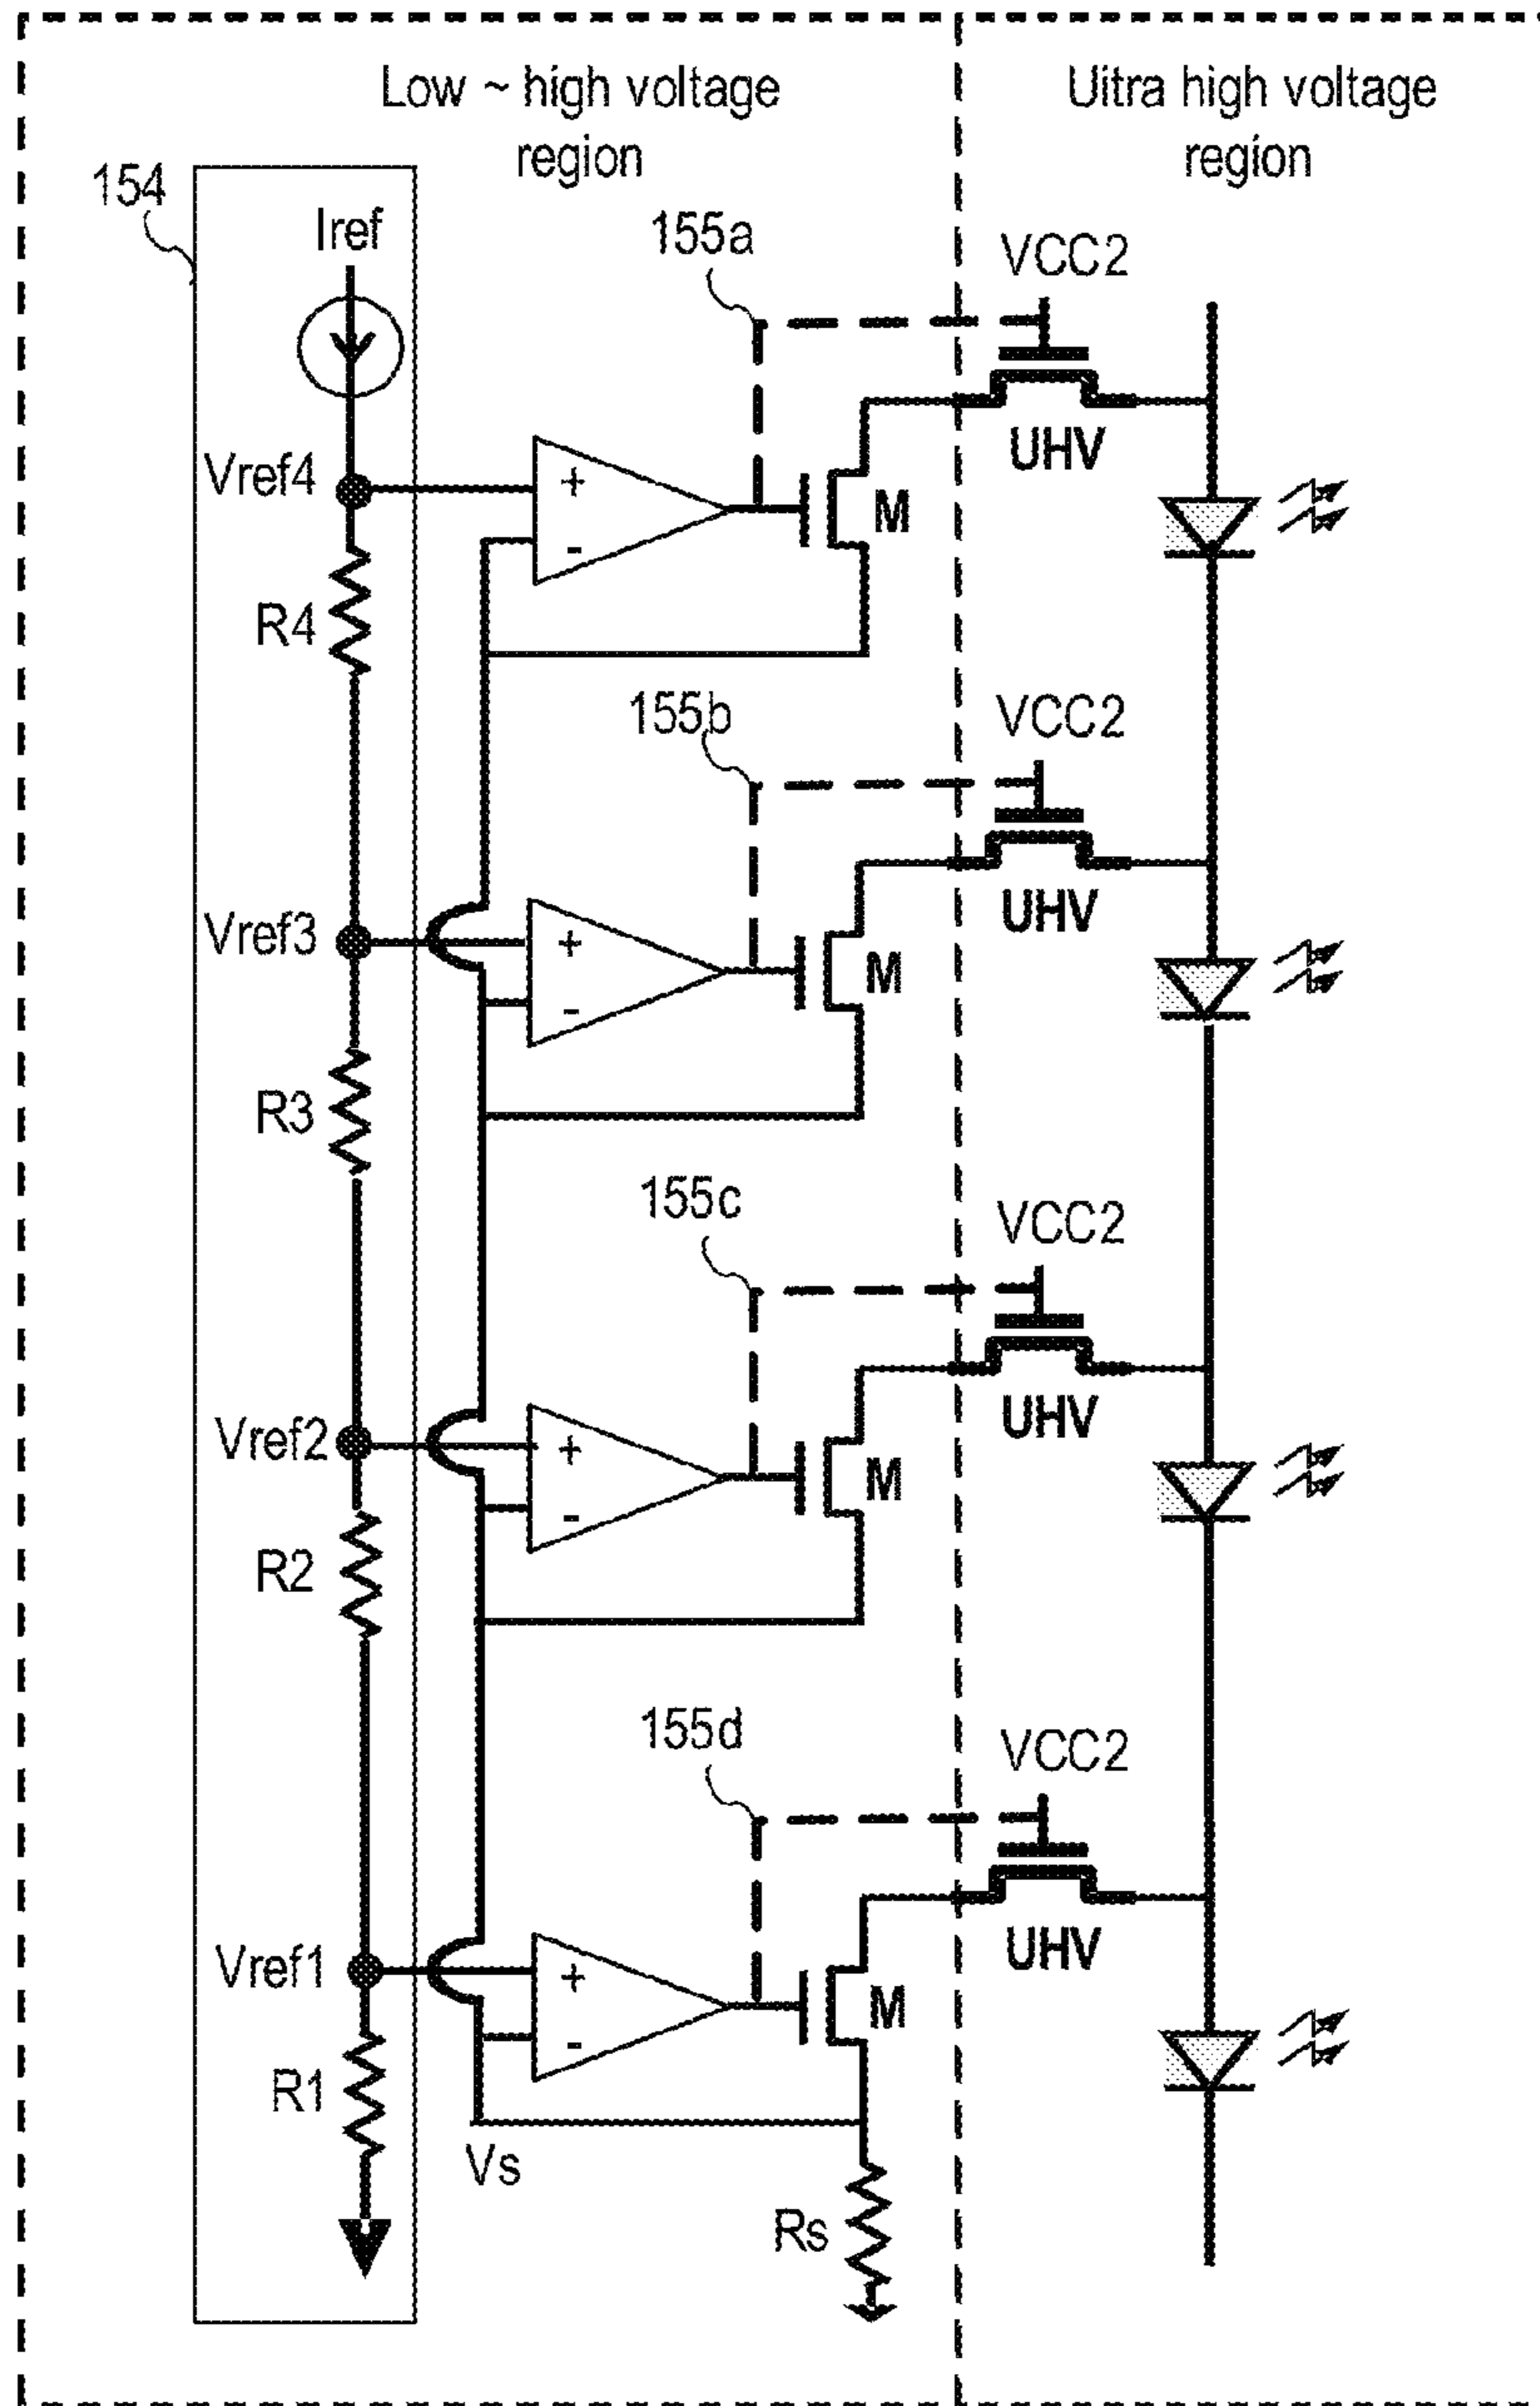 Low ~ high voltage
region
Uitra high voltage
region
154
Iref
155a
VCC2
UHV
Vref4
+
-
M
R4
155b
VCC2
UHV
Vref3
+
-
M
R3
155c
VCC2
UHV
Vref2
+
-
M
R2
155d
VCC2
UHV
Vref1
+
-
M
R1
Vs
Rs